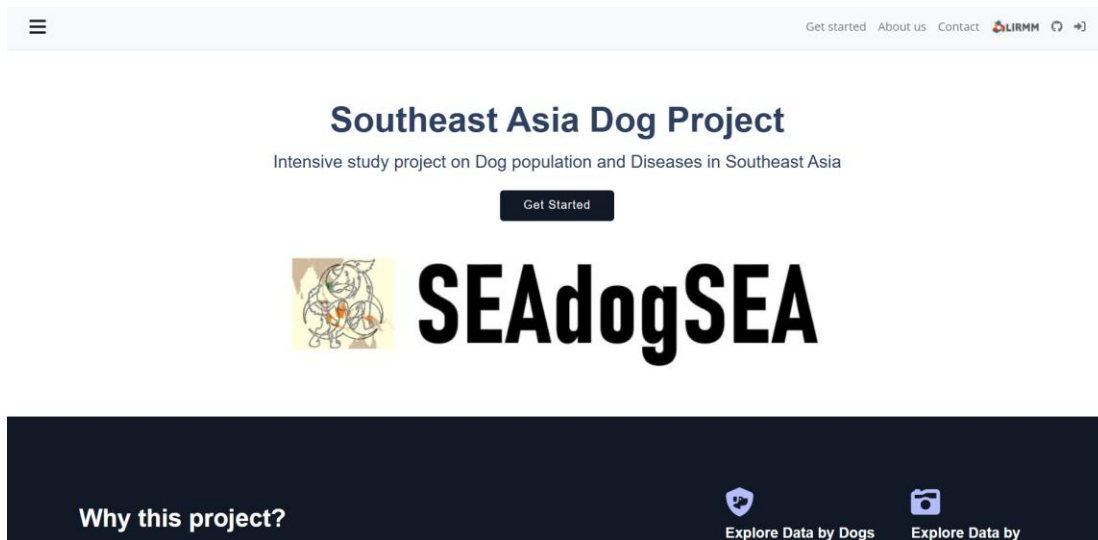 Get started About us Contact LIRMM
Southeast Asia Dog Project
Intensive study project on Dog population and Diseases in Southeast Asia
Get Started
SEAdogSEA
Why this project?
Explore Data by Dogs
Explore Data by